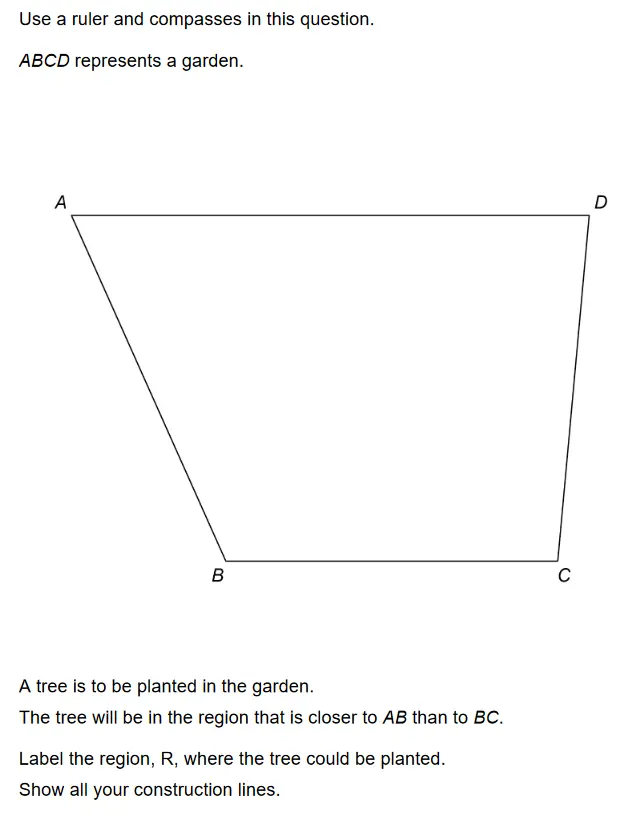 Use a ruler and compasses in this question.
ABCD represents a garden.
A
D
B
C
A tree is to be planted in the garden.
The tree will be in the region that is closer to AB than to BC.
Label the region, R, where the tree could be planted.
Show all your construction lines.